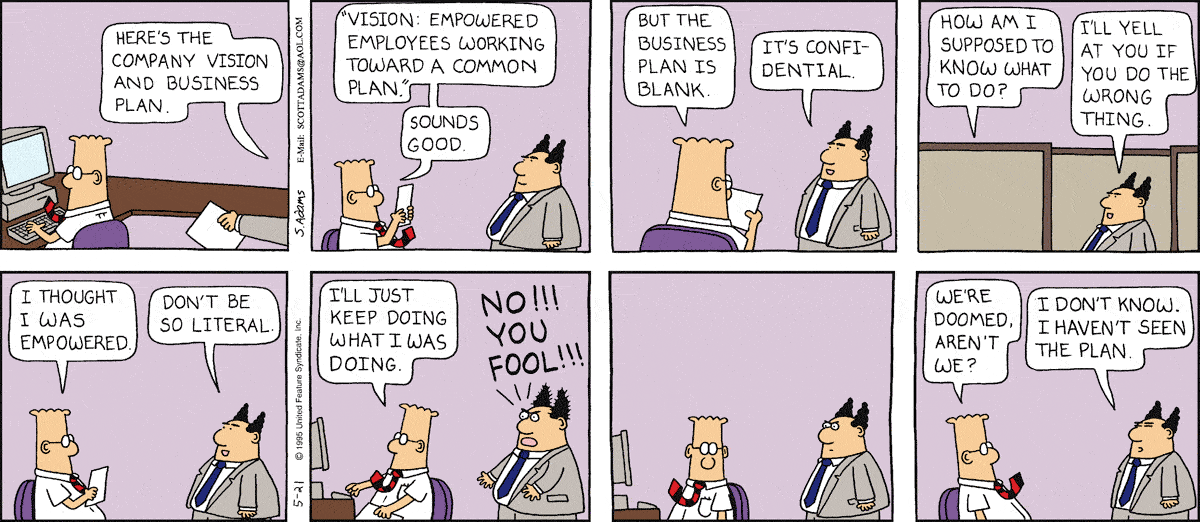 HERE'S THE
COMPANY VISION
AND BUSINESS
PLAN.
S. Adams
E-Mail: SCOTTADAMS@AOL.COM
"VISION: EMPOWERED
EMPLOYEES WORKING
TOWARD A COMMON
PLAN."
SOUNDS
GOOD.
BUT THE
BUSINESS
PLAN IS
BLANK.
IT'S CONFI-
DENTIAL.
HOW AM I
SUPPOSED TO
KNOW WHAT
TO DO?
I'LL YELL
AT YOU IF
YOU DO THE
WRONG
THING.
I THOUGHT
I WAS
EMPOWERED.
DON'T BE
SO LITERAL.
5-21
© 1995 United Feature Syndicate, Inc.
I'LL JUST
KEEP DOING
WHAT I WAS
DOING.
NO!!!
YOU
FOOL!!!
WE'RE
DOOMED,
AREN'T
WE?
I DON'T KNOW.
I HAVEN'T SEEN
THE PLAN.